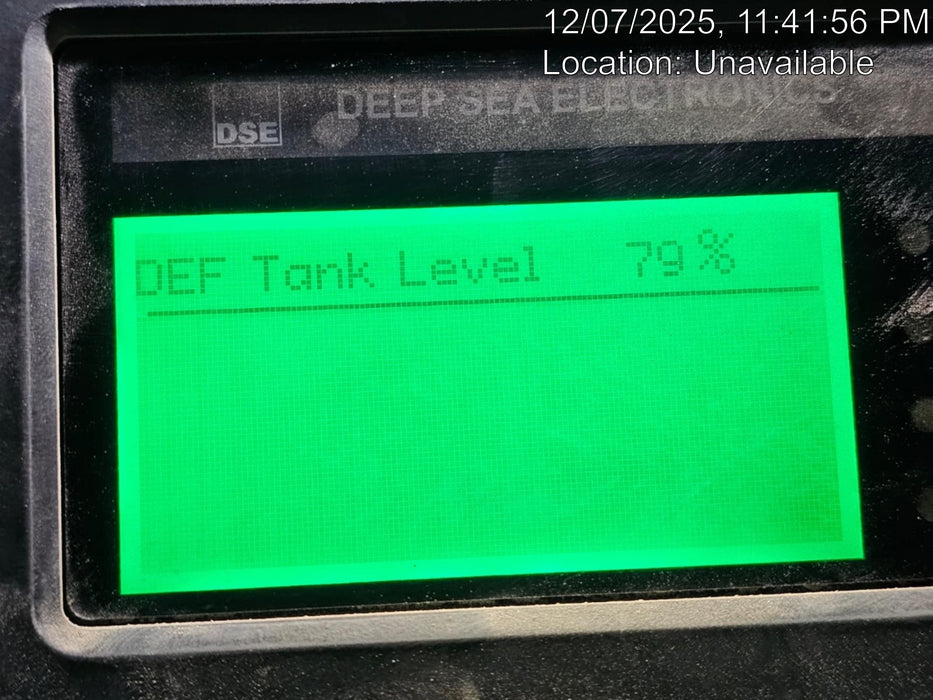 12/07/2025, 11:41:56 PM
Location: Unavailable
DSE DEEP SEA ELECTRONICS
DEF Tank Level 79%